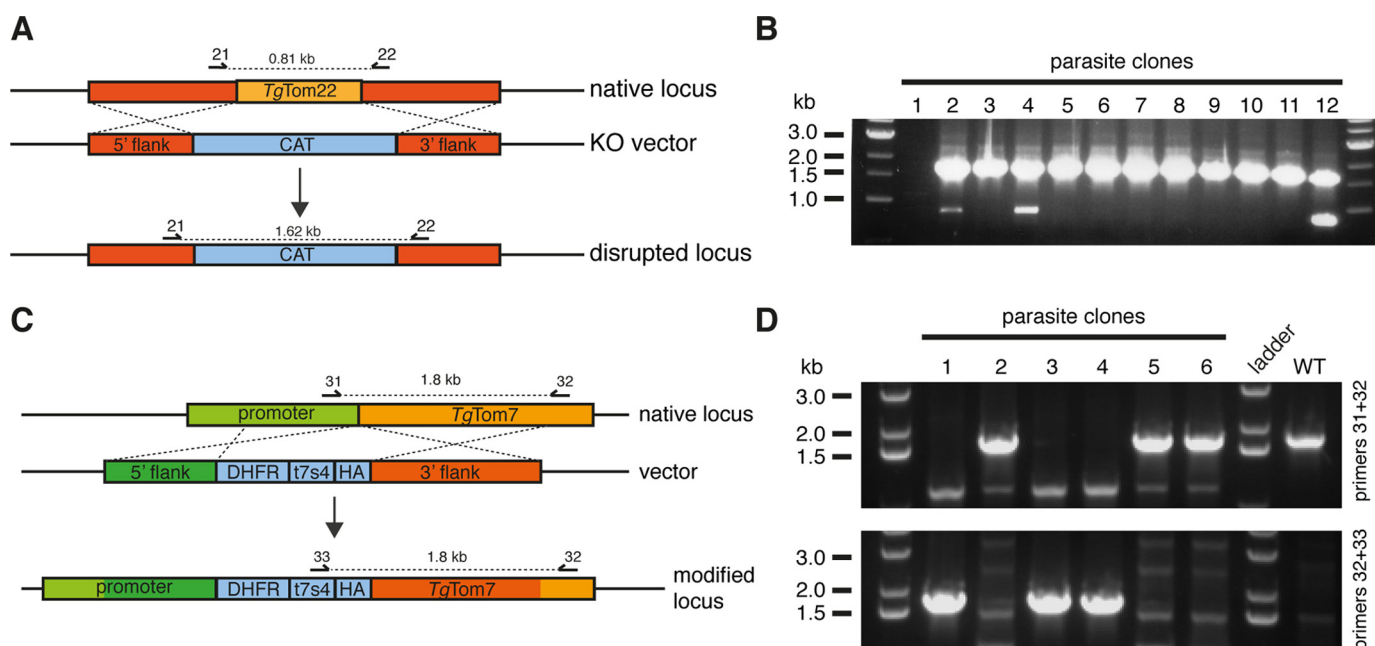 A
21 0.81 kb 22
TgTom22
native locus
5' flank CAT 3' flank
KO vector
21 1.62 kb 22
CAT
disrupted locus
B
parasite clones
kb 1 2 3 4 5 6 7 8 9 10 11 12
3.0
2.0
1.5
1.0
C
31 1.8 kb 32
promoter TgTom7
native locus
5' flank DHFR t7s4 HA 3' flank
vector
33 1.8 kb 32
promoter DHFR t7s4 HA TgTom7
modified
locus
D
parasite clones
kb 1 2 3 4 5 6 ladder WT
3.0
2.0
1.5
primers 31+32
3.0
2.0
1.5
primers 32+33